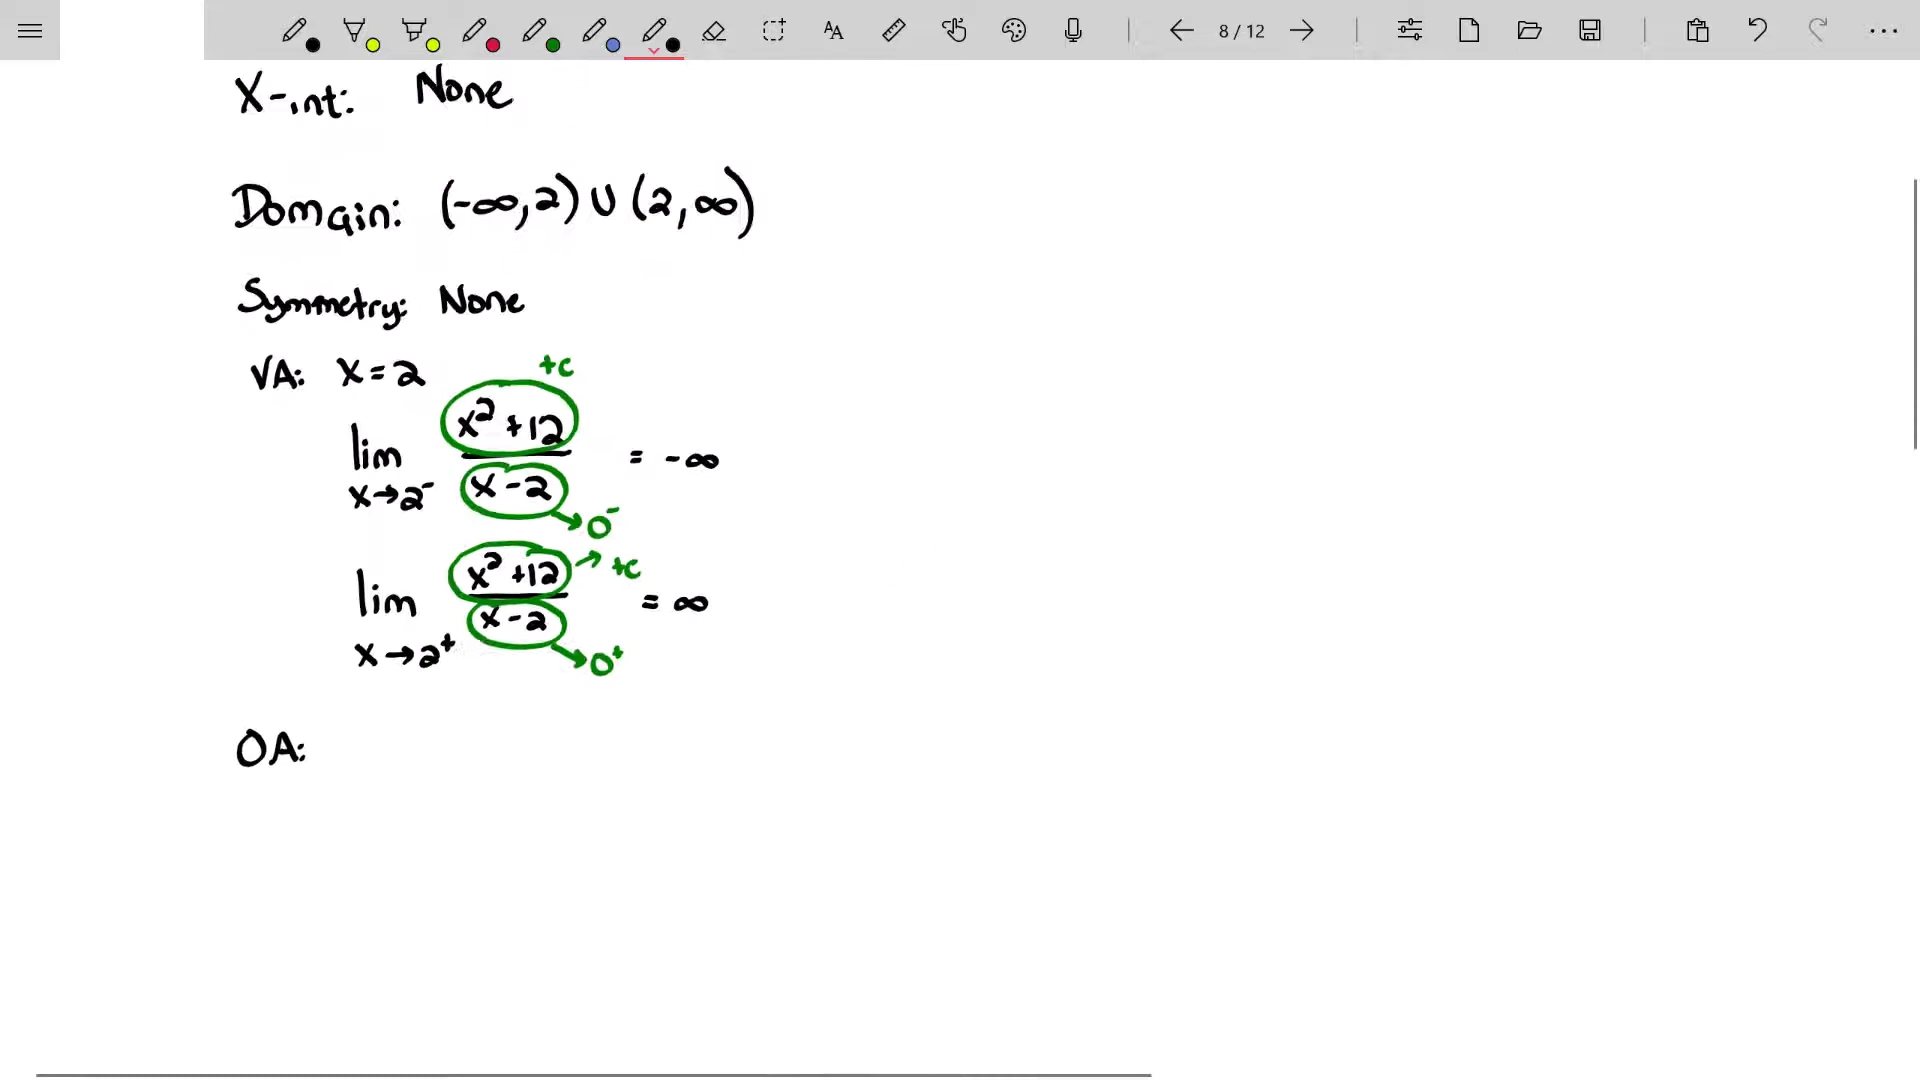 8 / 12
X-int: None
Domain: (-∞,2) ∪ (2,∞)
Symmetry: None
VA: x=2
+c
lim x→2⁻ (x²+12)/(x-2) = -∞
0⁻
lim x→2⁺ (x²+12)/(x-2) = ∞
+c
0⁺
OA: